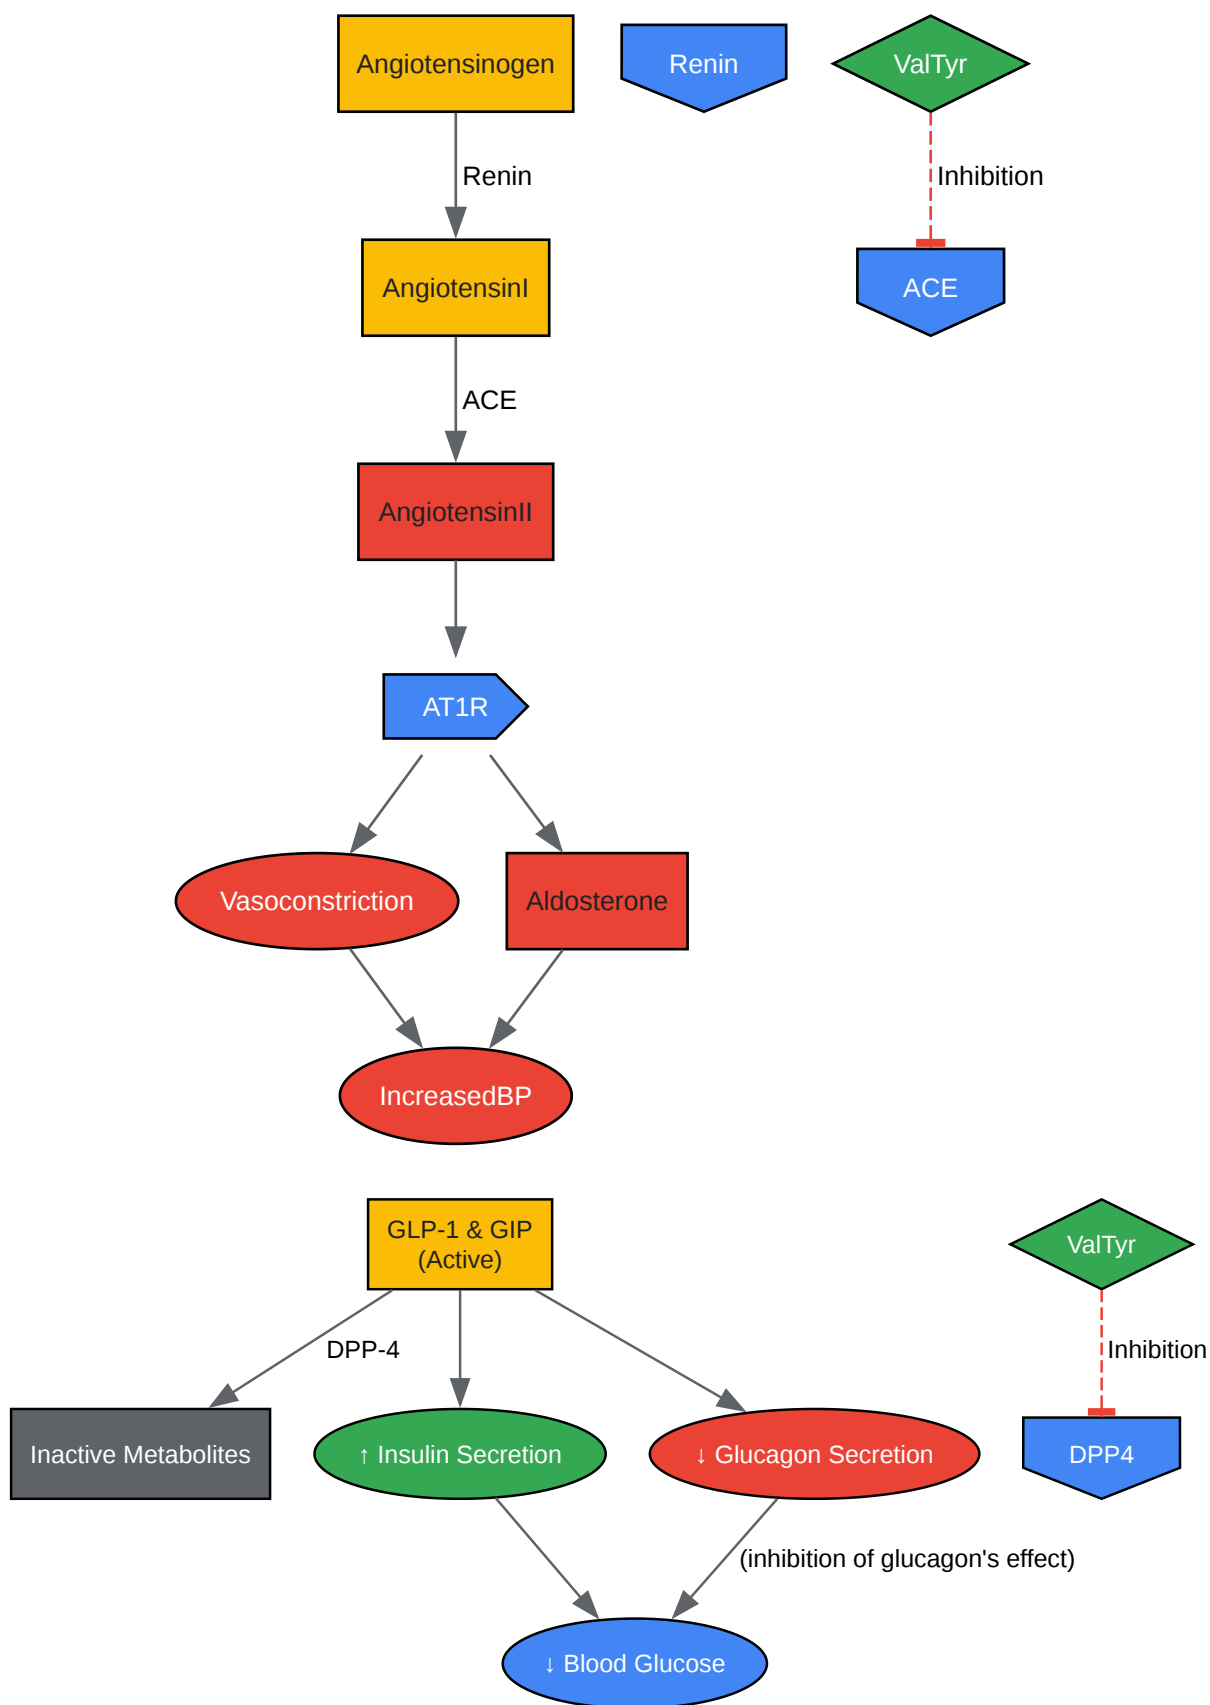 Angiotensinogen
Renin
ValTyr
Renin
Inhibition
AngiotensinI
ACE
ACE
AngiotensinII
AT1R
Vasoconstriction
Aldosterone
IncreasedBP
GLP-1 & GIP
(Active)
ValTyr
DPP-4
Inhibition
Inactive Metabolites
↑ Insulin Secretion
↓ Glucagon Secretion
DPP4
(inhibition of glucagon's effect)
↓ Blood Glucose